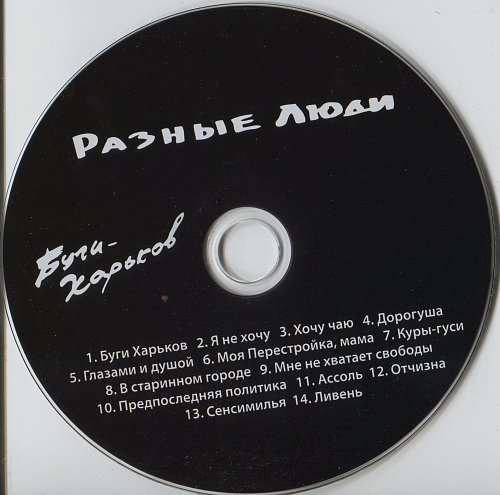 Разные Люди
Буги-
Харьков
1. Буги Харьков 2. Я не хочу 3. Хочу чаю 4. Дорогуша
5. Глазами и душой 6. Моя Перестройка, мама 7. Куры-гуси
8. В старинном городе 9. Мне не хватает свободы
10. Предпоследняя политика 11. Ассоль 12. Отчизна
13. Сенсимилья 14. Ливень